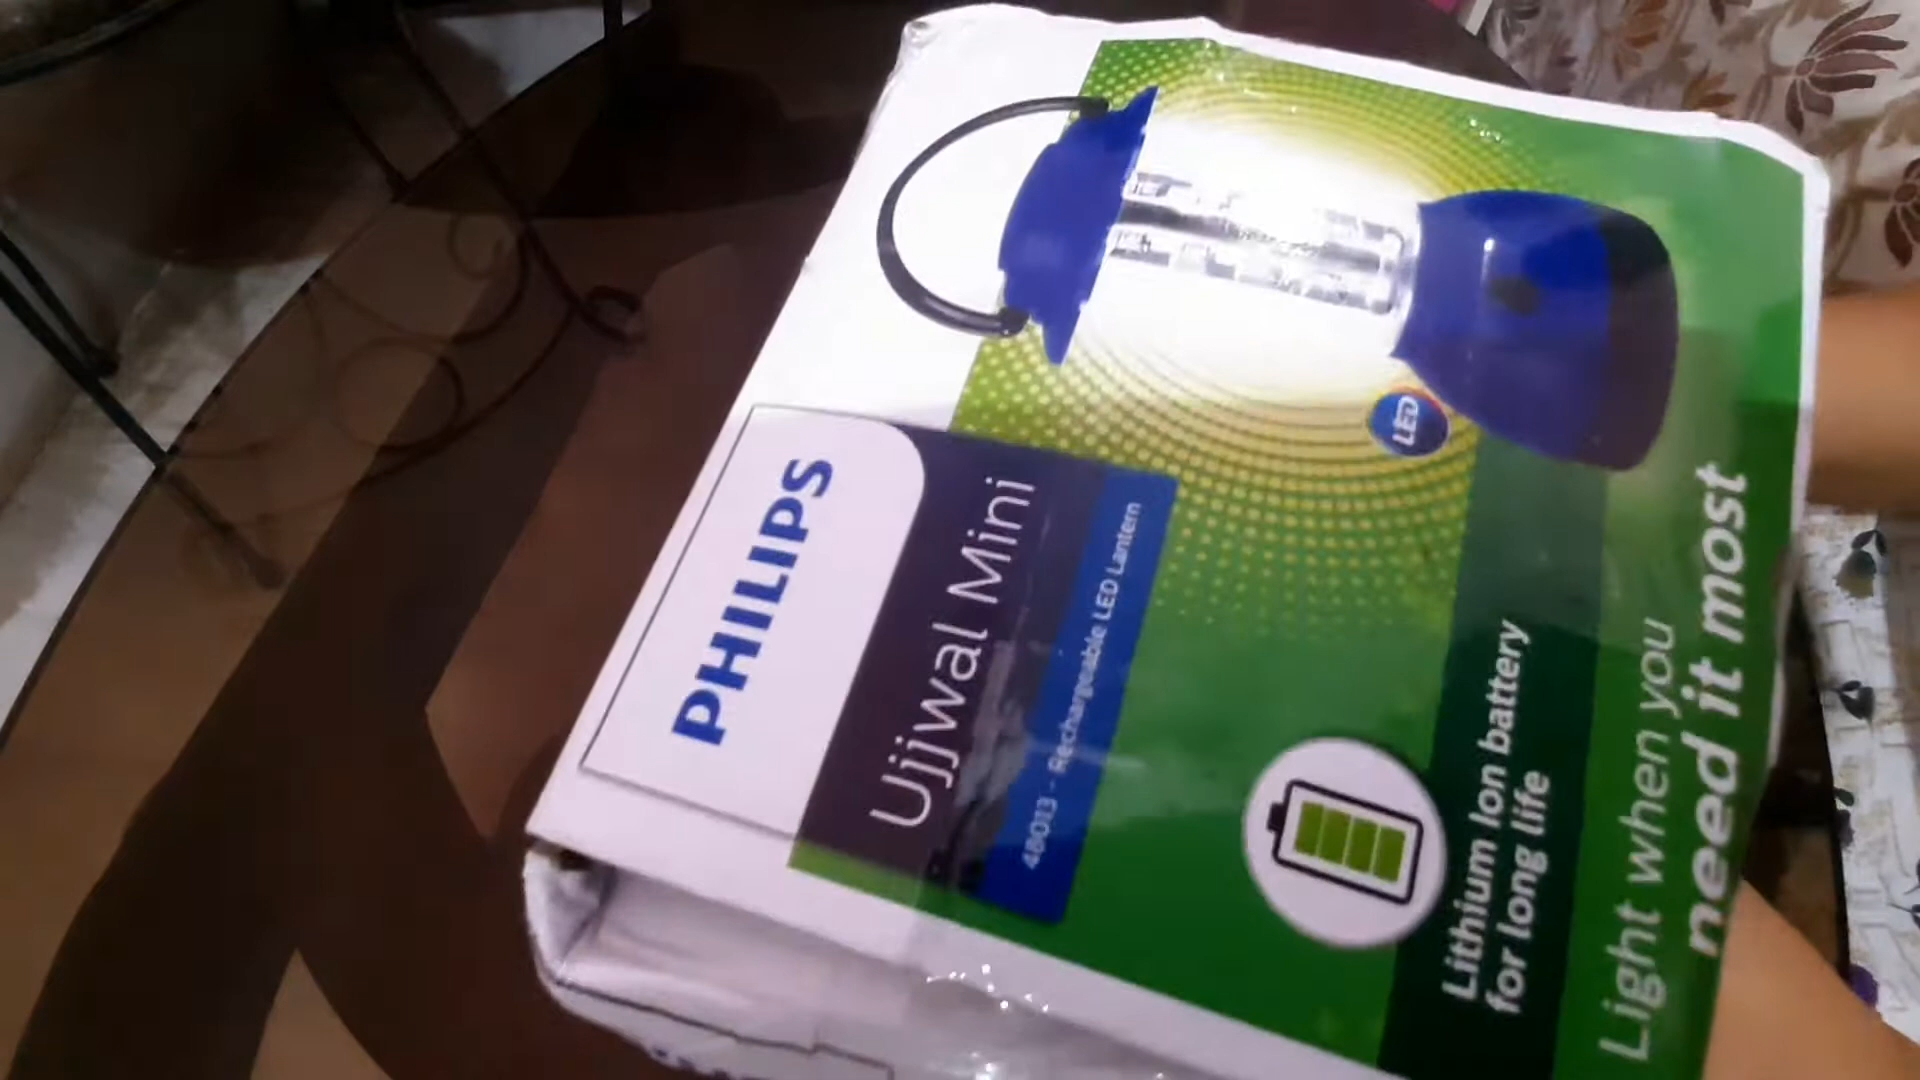 PHILIPS
Ujjwal Mini
48013 - Rechargeable LED Lantern
LED
Lithium Ion battery
for long life
Light when you
need it most